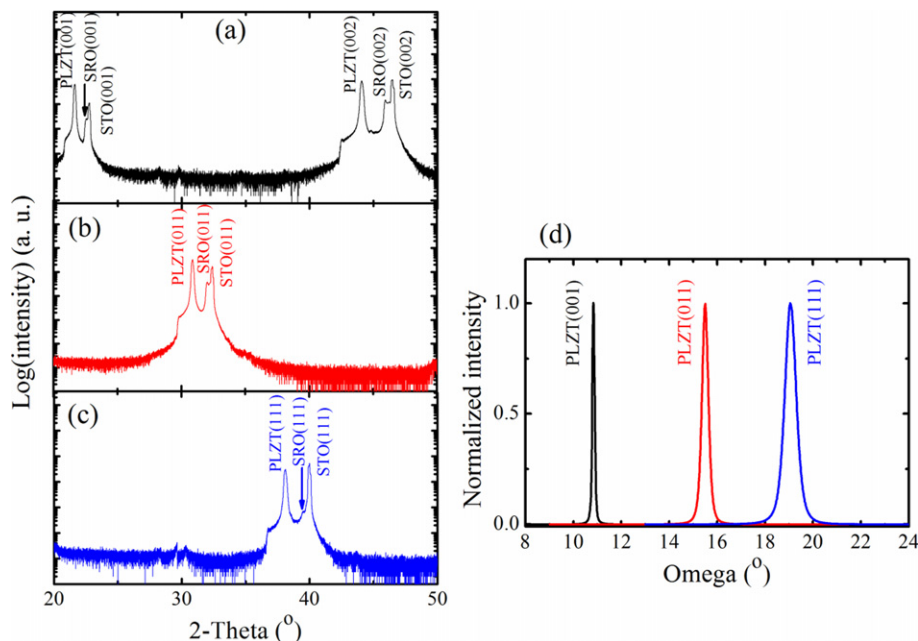 (a)
PLZT(001)
SRO(001)
STO(001)
PLZT(002)
SRO(002)
STO(002)
(b)
PLZT(011)
SRO(011)
STO(011)
(c)
PLZT(111)
SRO(111)
STO(111)
Log(intensity) (a. u.)
20 30 40 50
2-Theta (°)
(d)
PLZT(001)
PLZT(011)
PLZT(111)
Normalized intensity
1.0
0.5
0.0
8 10 12 14 16 18 20 22 24
Omega (°)